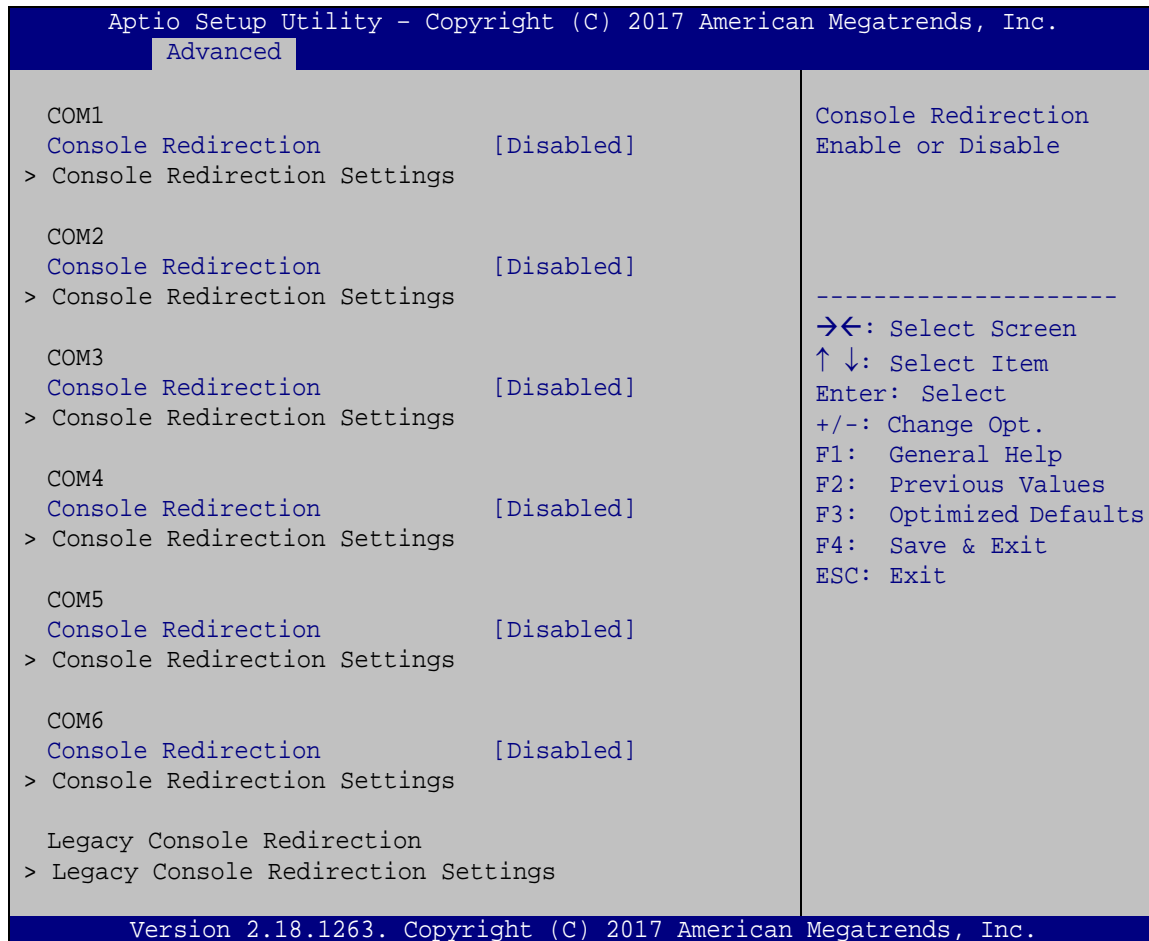 Aptio Setup Utility – Copyright (C) 2017 American Megatrends, Inc.
Advanced
COM1
Console Redirection [Disabled]
> Console Redirection Settings
COM2
Console Redirection [Disabled]
> Console Redirection Settings
COM3
Console Redirection [Disabled]
> Console Redirection Settings
COM4
Console Redirection [Disabled]
> Console Redirection Settings
COM5
Console Redirection [Disabled]
> Console Redirection Settings
COM6
Console Redirection [Disabled]
> Console Redirection Settings
Legacy Console Redirection
> Legacy Console Redirection Settings
Console Redirection
Enable or Disable
---------------------
→←: Select Screen
↑ ↓: Select Item
Enter: Select
+/-: Change Opt.
F1: General Help
F2: Previous Values
F3: Optimized Defaults
F4: Save & Exit
ESC: Exit
Version 2.18.1263. Copyright (C) 2017 American Megatrends, Inc.